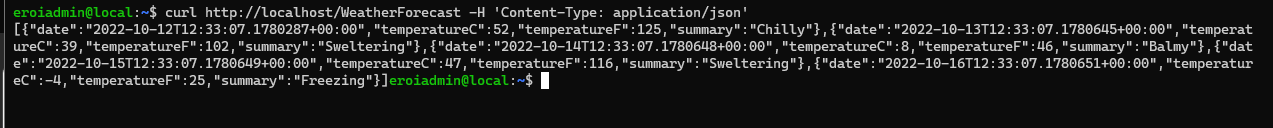 eroiadmin@local:~$ curl http://localhost/WeatherForecast -H 'Content-Type: application/json'
[{"date":"2022-10-12T12:33:07.1780287+00:00","temperatureC":52,"temperatureF":125,"summary":"Chilly"},{"date":"2022-10-13T12:33:07.1780645+00:00","temperat
ureC":39,"temperatureF":102,"summary":"Sweltering"},{"date":"2022-10-14T12:33:07.1780648+00:00","temperatureC":8,"temperatureF":46,"summary":"Balmy"},{"dat
e":"2022-10-15T12:33:07.1780649+00:00","temperatureC":47,"temperatureF":116,"summary":"Sweltering"},{"date":"2022-10-16T12:33:07.1780651+00:00","temperatur
eC":-4,"temperatureF":25,"summary":"Freezing"}]eroiadmin@local:~$